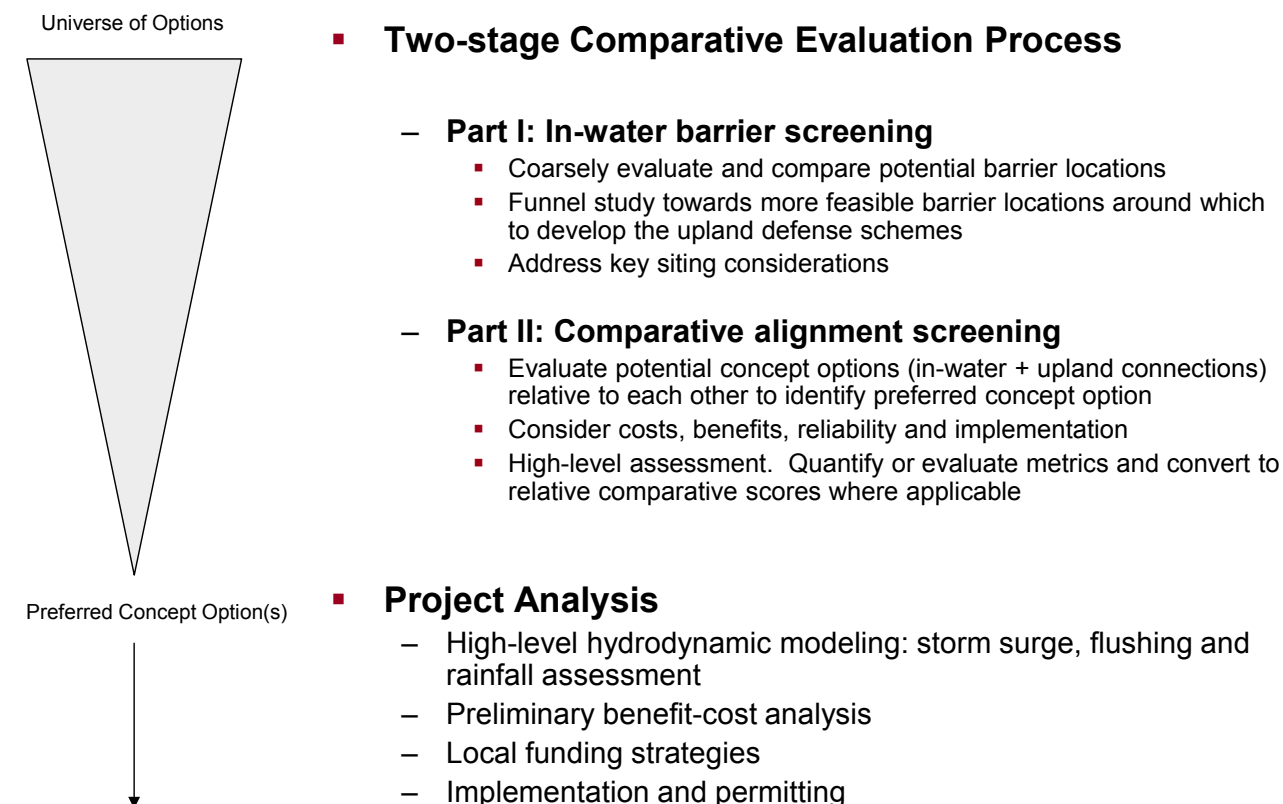 Universe of Options
▪ Two-stage Comparative Evaluation Process
– Part I: In-water barrier screening
▪ Coarsely evaluate and compare potential barrier locations
▪ Funnel study towards more feasible barrier locations around which
to develop the upland defense schemes
▪ Address key siting considerations
– Part II: Comparative alignment screening
▪ Evaluate potential concept options (in-water + upland connections)
relative to each other to identify preferred concept option
▪ Consider costs, benefits, reliability and implementation
▪ High-level assessment.  Quantify or evaluate metrics and convert to
relative comparative scores where applicable
Preferred Concept Option(s)
▪ Project Analysis
– High-level hydrodynamic modeling: storm surge, flushing and
rainfall assessment
– Preliminary benefit-cost analysis
– Local funding strategies
– Implementation and permitting